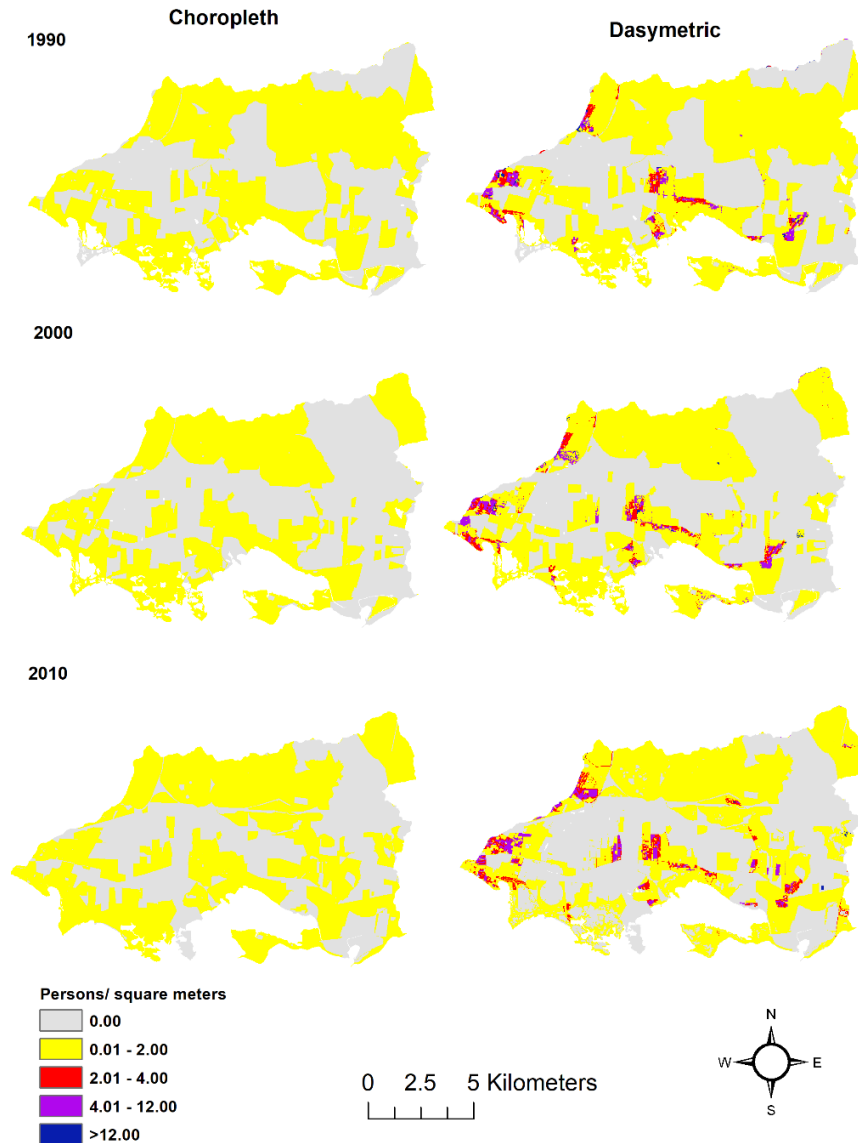 Choropleth
Dasymetric
1990
2000
2010
Persons/ square meters
0.00
0.01 - 2.00
2.01 - 4.00
4.01 - 12.00
>12.00
0 2.5 5 Kilometers
N
W E
S